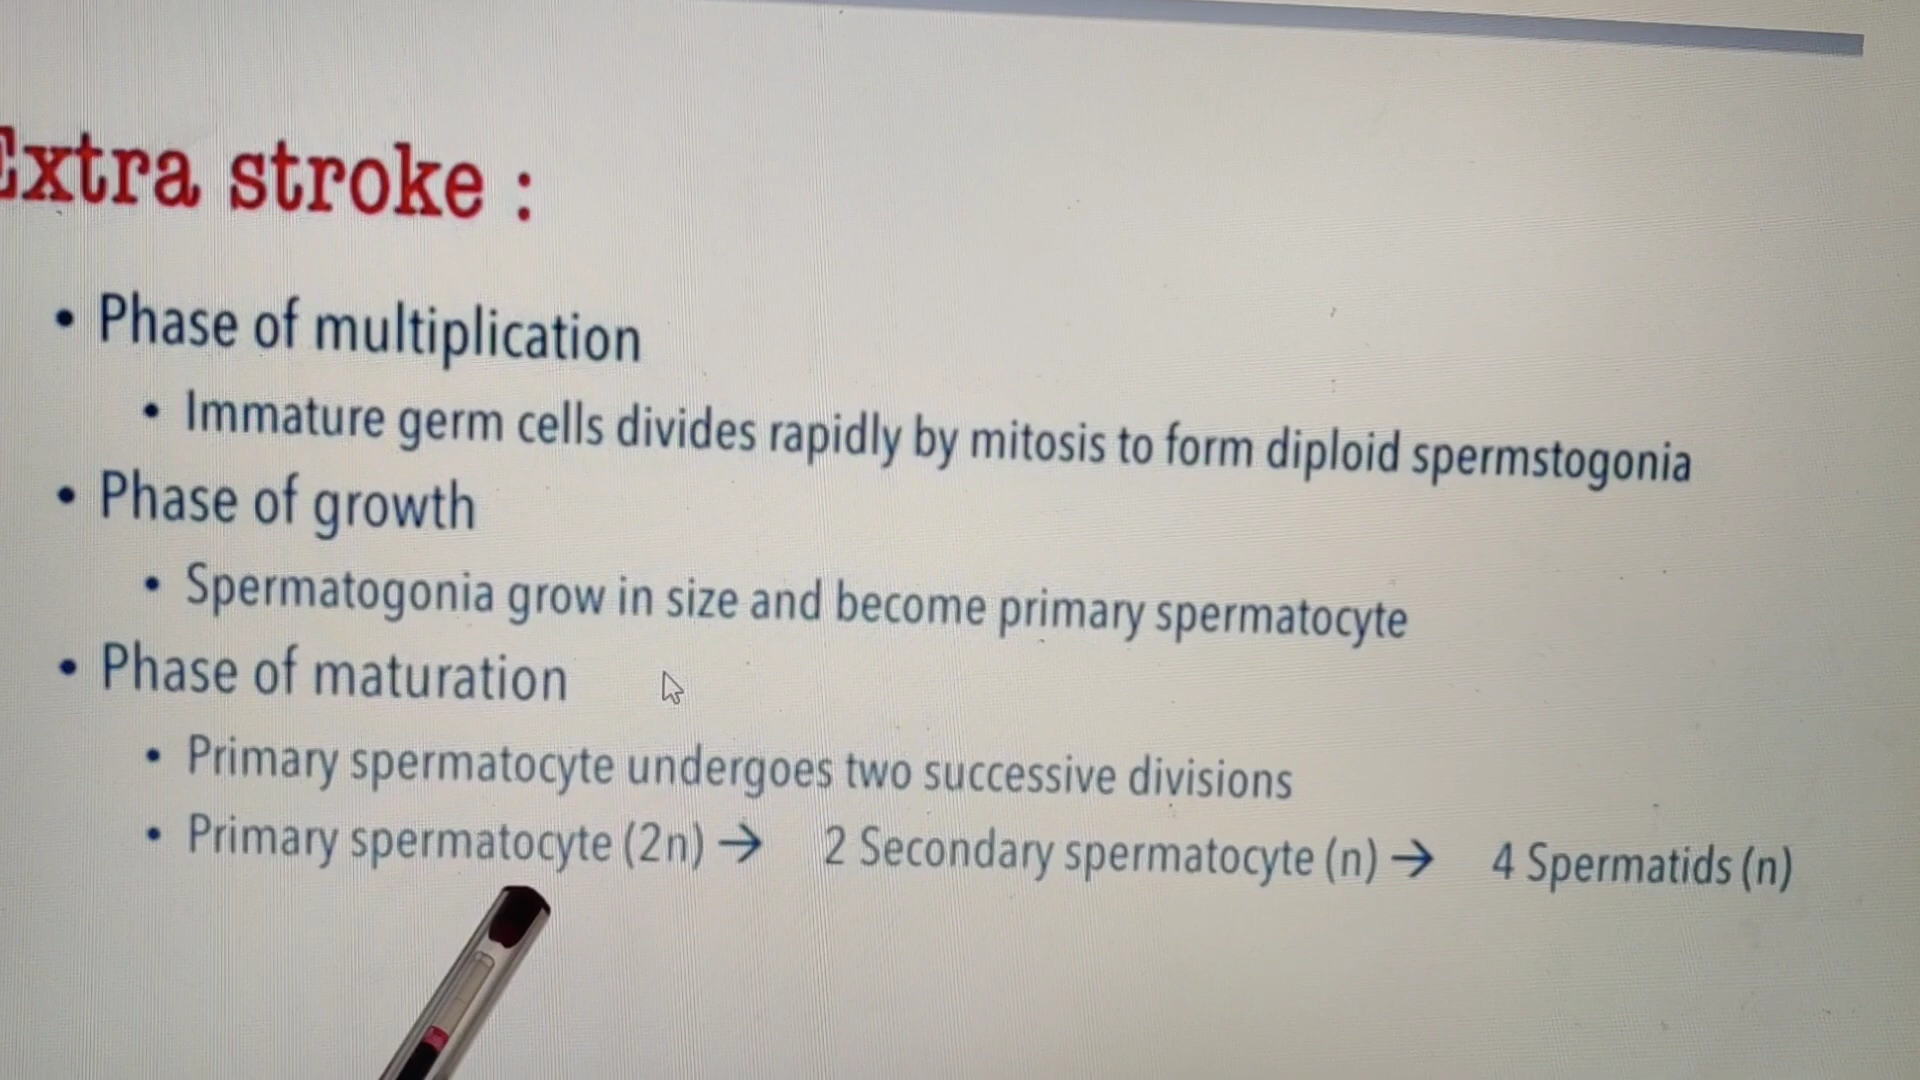 Extra stroke :
• Phase of multiplication
• Immature germ cells divides rapidly by mitosis to form diploid spermstogonia
• Phase of growth
• Spermatogonia grow in size and become primary spermatocyte
• Phase of maturation
• Primary spermatocyte undergoes two successive divisions
• Primary spermatocyte (2n) → 2 Secondary spermatocyte (n) → 4 Spermatids (n)